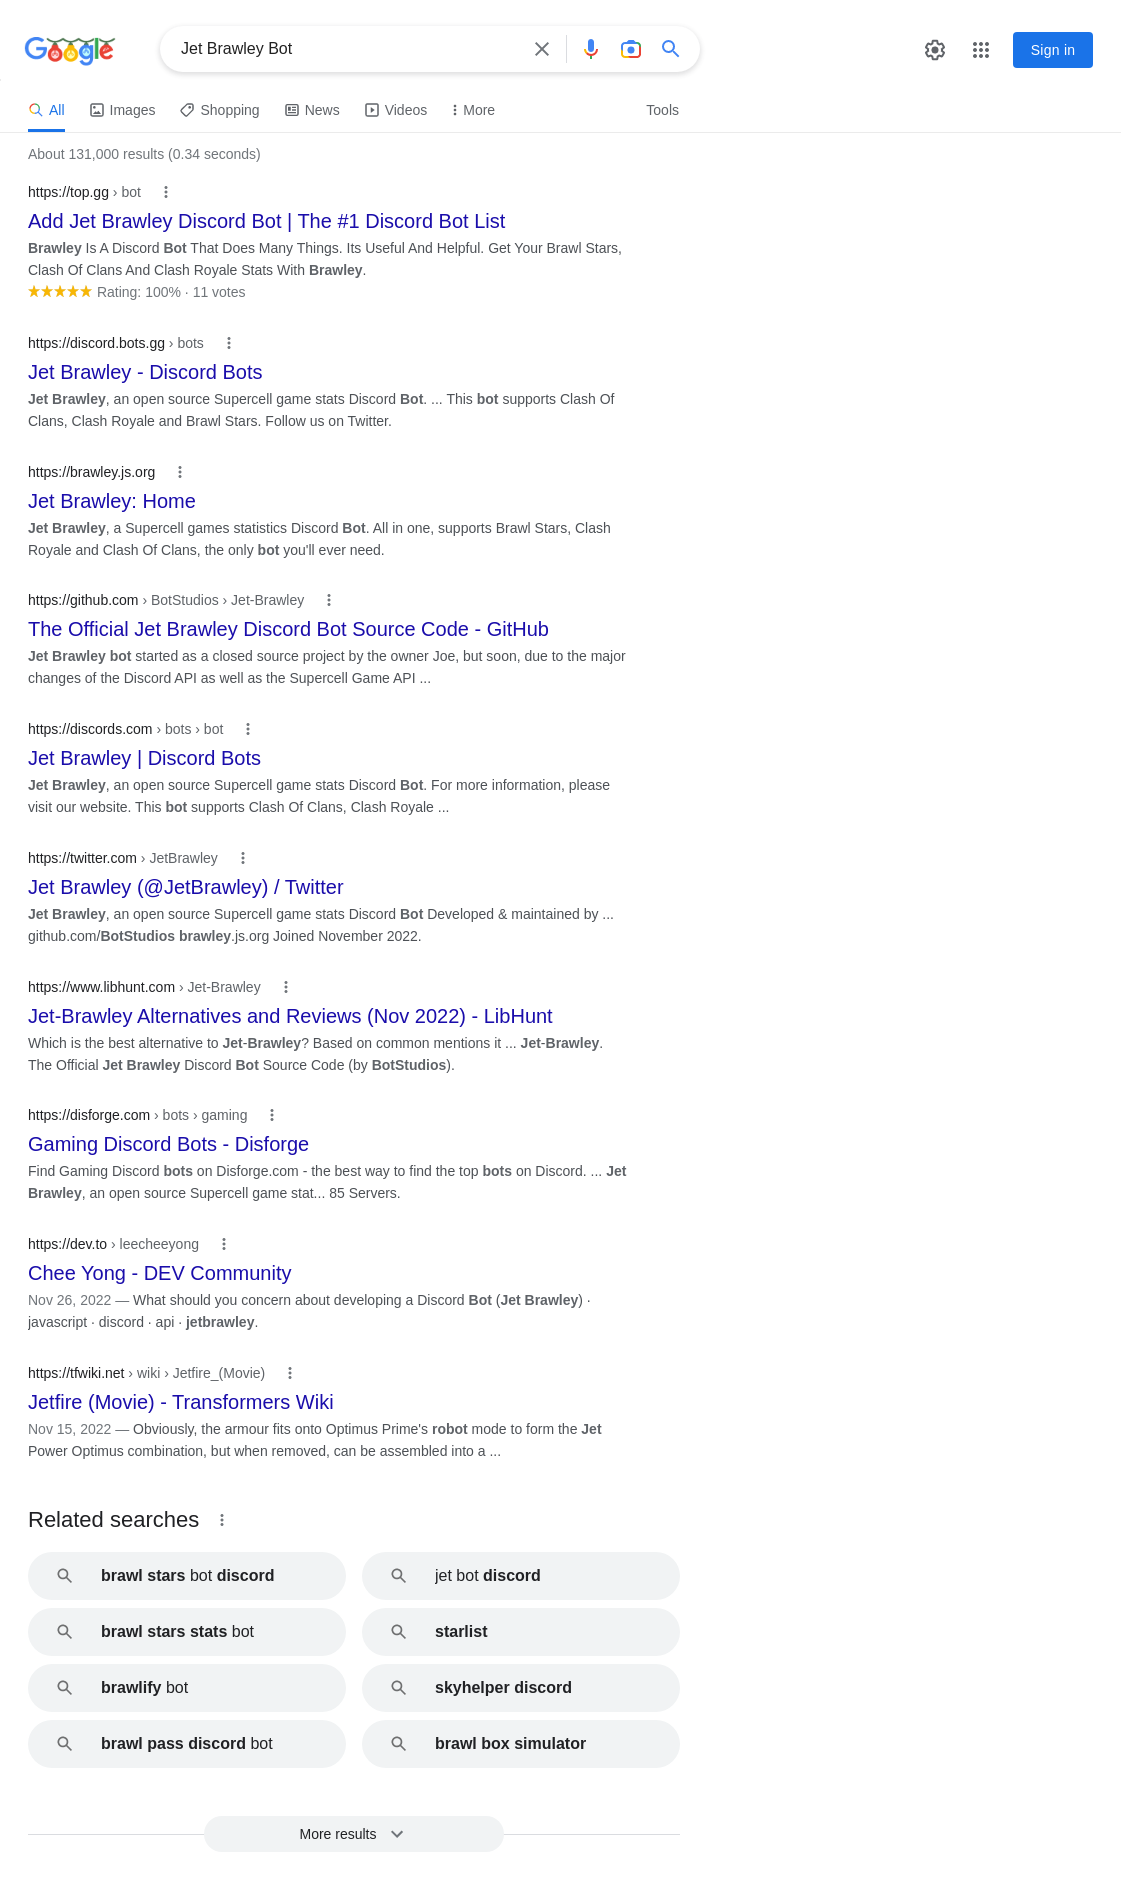 Google
Jet Brawley Bot
Sign in
All Images Shopping News Videos More Tools
About 131,000 results (0.34 seconds)
https://top.gg › bot
Add Jet Brawley Discord Bot | The #1 Discord Bot List
Brawley Is A Discord Bot That Does Many Things. Its Useful And Helpful. Get Your Brawl Stars,
Clash Of Clans And Clash Royale Stats With Brawley.
Rating: 100% · 11 votes
https://discord.bots.gg › bots
Jet Brawley - Discord Bots
Jet Brawley, an open source Supercell game stats Discord Bot. ... This bot supports Clash Of
Clans, Clash Royale and Brawl Stars. Follow us on Twitter.
https://brawley.js.org
Jet Brawley: Home
Jet Brawley, a Supercell games statistics Discord Bot. All in one, supports Brawl Stars, Clash
Royale and Clash Of Clans, the only bot you'll ever need.
https://github.com › BotStudios › Jet-Brawley
The Official Jet Brawley Discord Bot Source Code - GitHub
Jet Brawley bot started as a closed source project by the owner Joe, but soon, due to the major
changes of the Discord API as well as the Supercell Game API ...
https://discords.com › bots › bot
Jet Brawley | Discord Bots
Jet Brawley, an open source Supercell game stats Discord Bot. For more information, please
visit our website. This bot supports Clash Of Clans, Clash Royale ...
https://twitter.com › JetBrawley
Jet Brawley (@JetBrawley) / Twitter
Jet Brawley, an open source Supercell game stats Discord Bot Developed & maintained by ...
github.com/BotStudios brawley.js.org Joined November 2022.
https://www.libhunt.com › Jet-Brawley
Jet-Brawley Alternatives and Reviews (Nov 2022) - LibHunt
Which is the best alternative to Jet-Brawley? Based on common mentions it ... Jet-Brawley.
The Official Jet Brawley Discord Bot Source Code (by BotStudios).
https://disforge.com › bots › gaming
Gaming Discord Bots - Disforge
Find Gaming Discord bots on Disforge.com - the best way to find the top bots on Discord. ... Jet
Brawley, an open source Supercell game stat... 85 Servers.
https://dev.to › leecheeyong
Chee Yong - DEV Community
Nov 26, 2022 — What should you concern about developing a Discord Bot (Jet Brawley) ·
javascript · discord · api · jetbrawley.
https://tfwiki.net › wiki › Jetfire_(Movie)
Jetfire (Movie) - Transformers Wiki
Nov 15, 2022 — Obviously, the armour fits onto Optimus Prime's robot mode to form the Jet
Power Optimus combination, but when removed, can be assembled into a ...
Related searches
brawl stars bot discord
jet bot discord
brawl stars stats bot
starlist
brawlify bot
skyhelper discord
brawl pass discord bot
brawl box simulator
More results